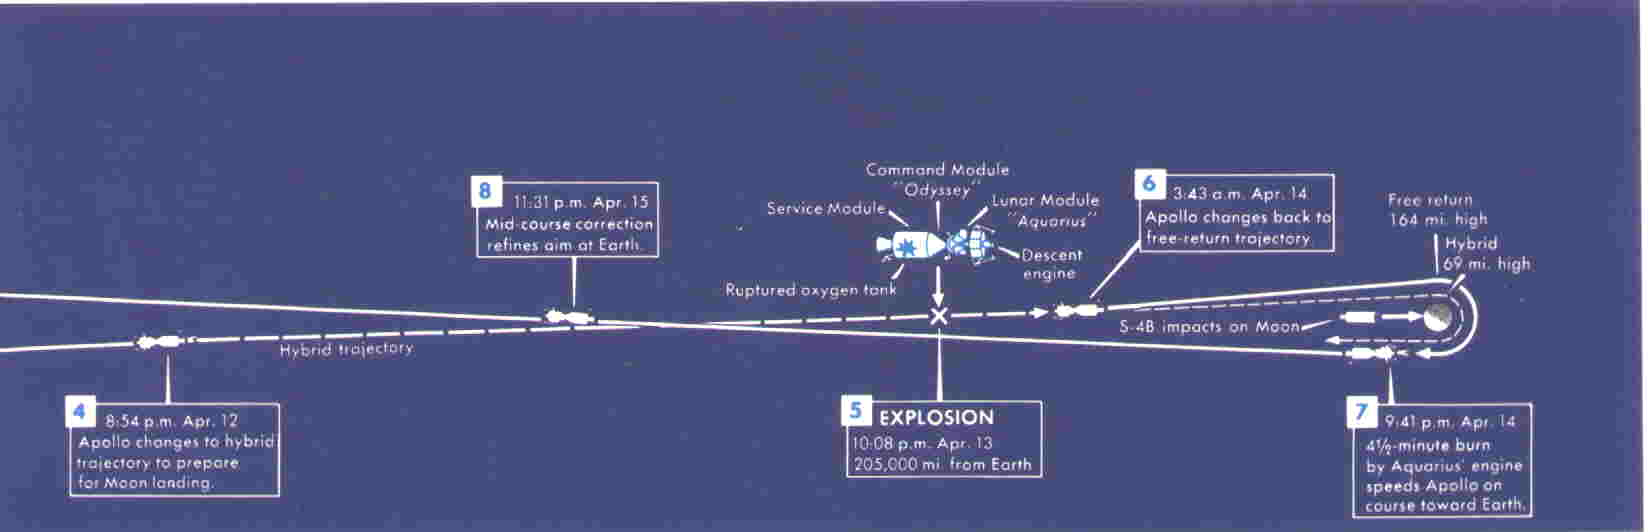 8
11:31 p.m. Apr. 15
Mid-course correction
refines aim at Earth.
Command Module
"Odyssey"
Service Module
Lunar Module
"Aquarius"
Descent
engine
Ruptured oxygen tank
6
3:43 a.m. Apr. 14
Apollo changes back to
free-return trajectory
Free return
164 mi. high
Hybrid
69 mi. high
S-4B impacts on Moon
Hybrid trajectory
4
8:54 p.m. Apr. 12
Apollo changes to hybrid
trajectory to prepare
for Moon landing.
5
EXPLOSION
10:08 p.m. Apr. 13
205,000 mi. from Earth
7
9:41 p.m. Apr. 14
4½-minute burn
by Aquarius' engine
speeds Apollo on
course toward Earth.